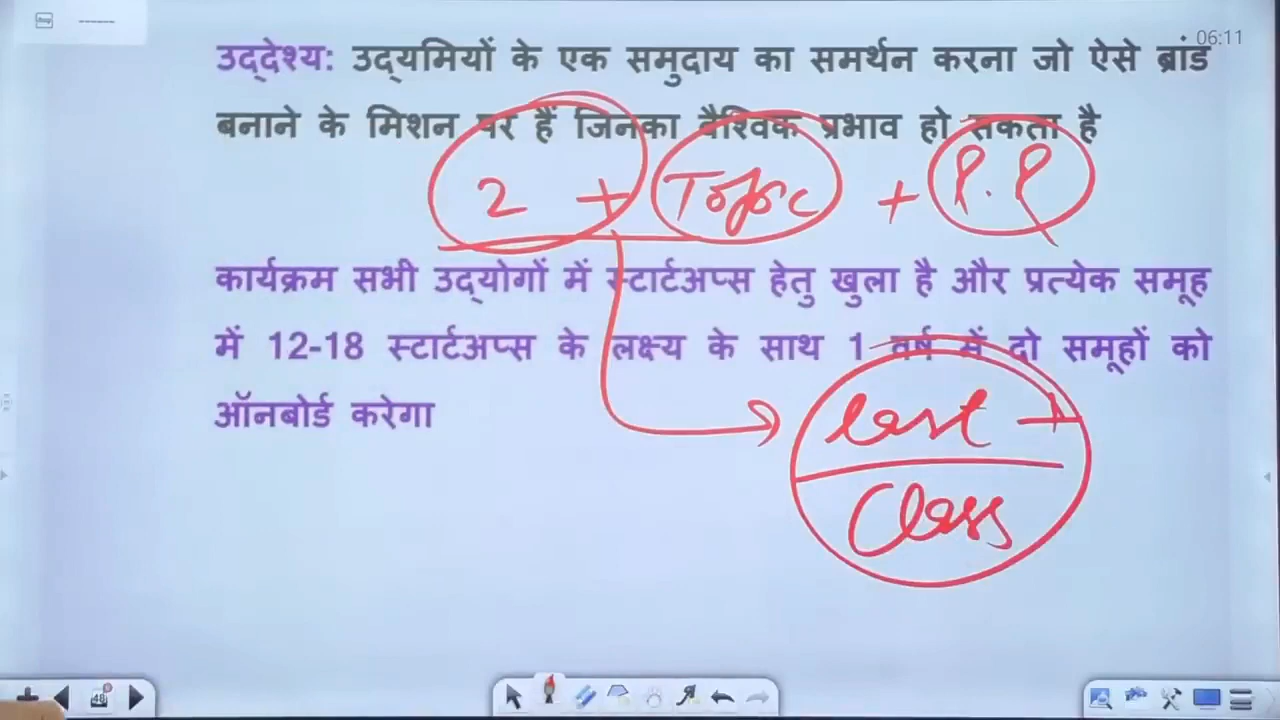 06:11
उद्देश्य: उद्यमियों के एक समुदाय का समर्थन करना जो ऐसे ब्रांड
बनाने के मिशन पर हैं जिनका वैश्विक प्रभाव हो सकता है
2 + Topic + P.P
कार्यक्रम सभी उद्योगों में स्टार्टअप्स हेतु खुला है और प्रत्येक समूह
में 12-18 स्टार्टअप्स के लक्ष्य के साथ 1 वर्ष में दो समूहों को
ऑनबोर्ड करेगा
last +
Class
48